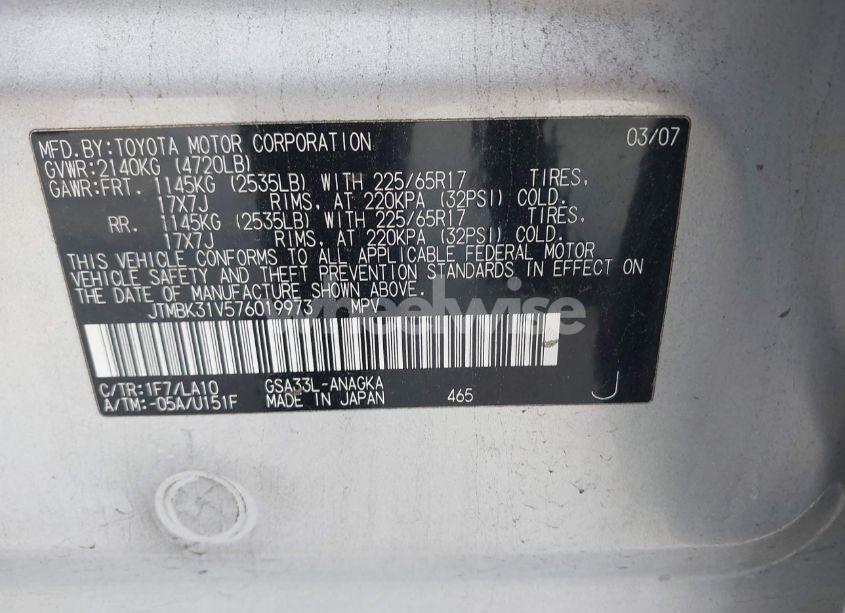 MFD.BY:TOYOTA MOTOR CORPORATION 03/07
GVWR:2140KG (4720LB)
GAWR:FRT. 1145KG (2535LB) WITH 225/65R17 TIRES,
17X7J RIMS, AT 220KPA (32PSI) COLD.
RR. 1145KG (2535LB) WITH 225/65R17 TIRES,
17X7J RIMS, AT 220KPA (32PSI) COLD.
THIS VEHICLE CONFORMS TO ALL APPLICABLE FEDERAL MOTOR
VEHICLE SAFETY AND THEFT PREVENTION STANDARDS IN EFFECT ON
THE DATE OF MANUFACTURE SHOWN ABOVE.
JTMBK31V576019973 MPV
wheelwise
C/TR:1F7/LA10 GSA33L-ANAGKA
A/TM:-05A/U151F MADE IN JAPAN 465 J